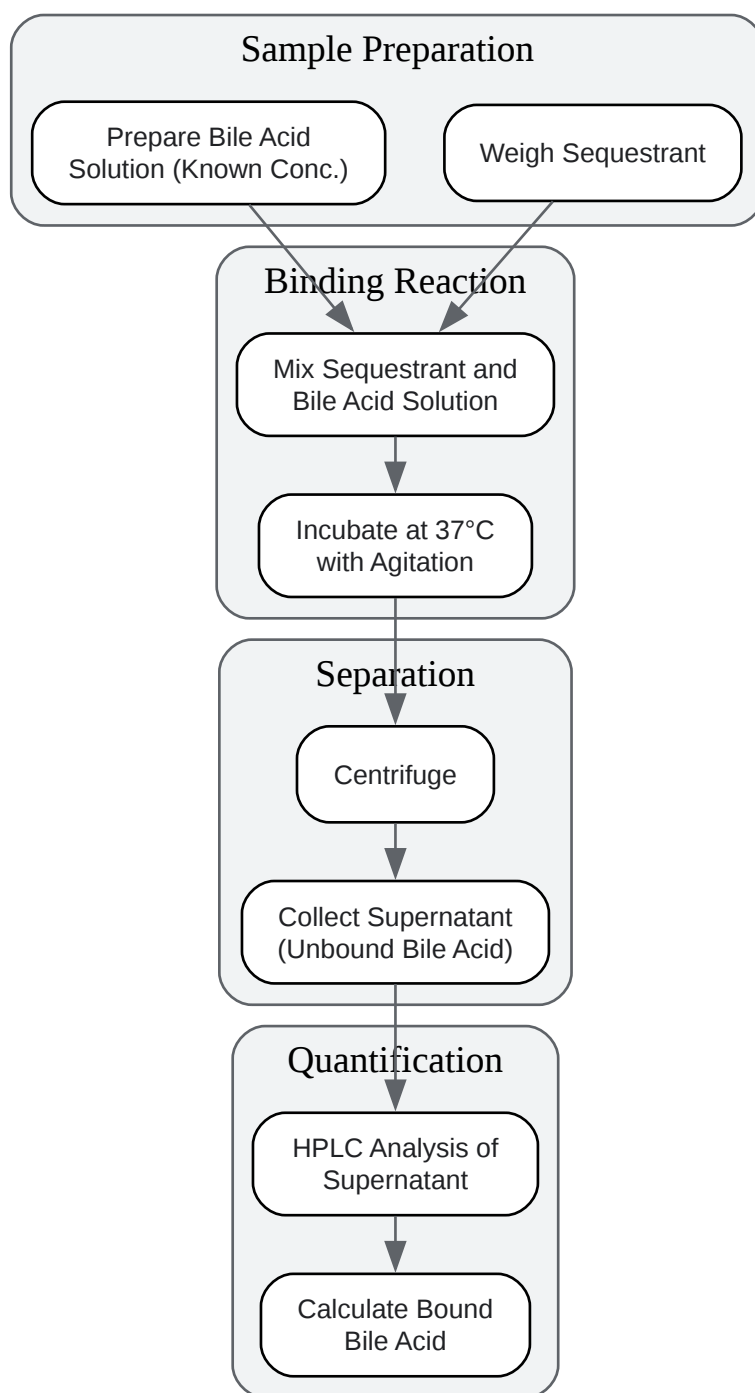 Sample Preparation
Prepare Bile Acid
Solution (Known Conc.)
Weigh Sequestrant
Binding Reaction
Mix Sequestrant and
Bile Acid Solution
Incubate at 37°C
with Agitation
Separation
Centrifuge
Collect Supernatant
(Unbound Bile Acid)
Quantification
HPLC Analysis of
Supernatant
Calculate Bound
Bile Acid